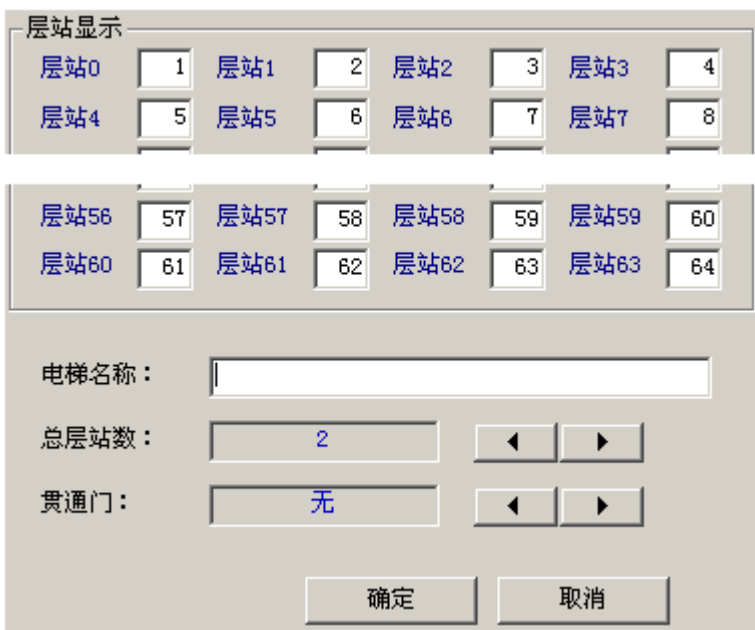 层站显示
层站0 1 层站1 2 层站2 3 层站3 4
层站4 5 层站5 6 层站6 7 层站7 8
层站56 57 层站57 58 层站58 59 层站59 60
层站60 61 层站61 62 层站62 63 层站63 64
电梯名称：
总层站数： 2
贯通门： 无
确定 取消